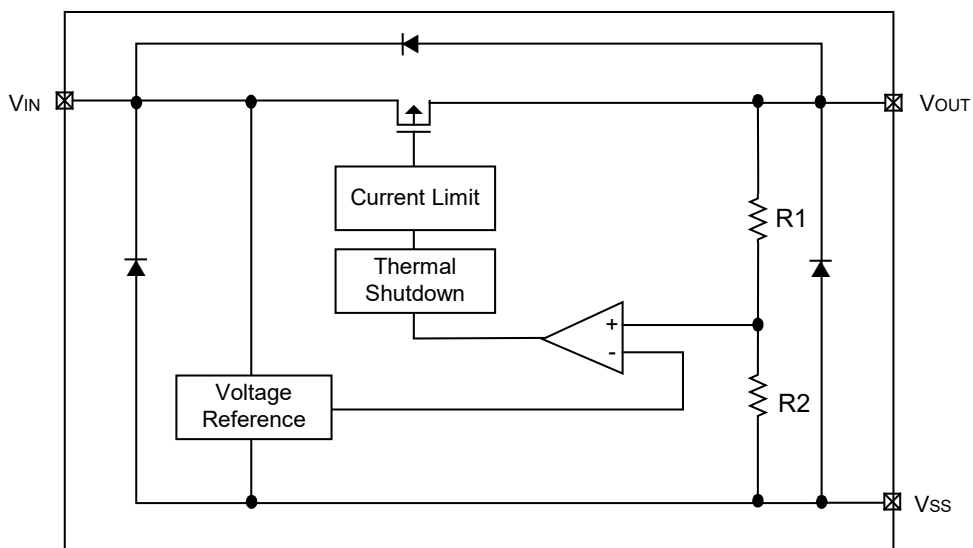 VIN
VOUT
Current Limit
R1
Thermal
Shutdown
+
-
Voltage
Reference
R2
VSS